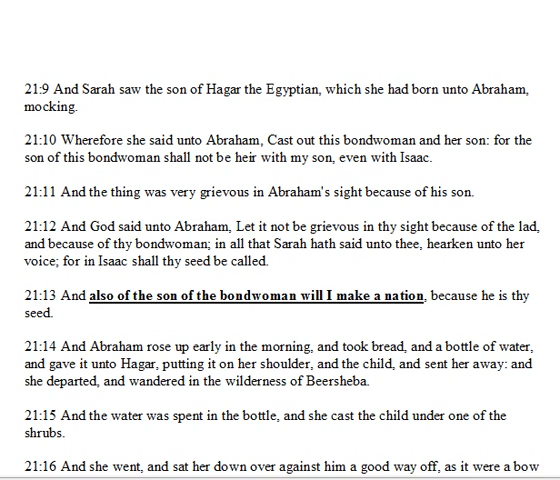 21:9 And Sarah saw the son of Hagar the Egyptian, which she had born unto Abraham,
mocking.
21:10 Wherefore she said unto Abraham, Cast out this bondwoman and her son: for the
son of this bondwoman shall not be heir with my son, even with Isaac.
21:11 And the thing was very grievous in Abraham's sight because of his son.
21:12 And God said unto Abraham, Let it not be grievous in thy sight because of the lad,
and because of thy bondwoman; in all that Sarah hath said unto thee, hearken unto her
voice; for in Isaac shall thy seed be called.
21:13 And also of the son of the bondwoman will I make a nation, because he is thy
seed.
21:14 And Abraham rose up early in the morning, and took bread, and a bottle of water,
and gave it unto Hagar, putting it on her shoulder, and the child, and sent her away: and
she departed, and wandered in the wilderness of Beersheba.
21:15 And the water was spent in the bottle, and she cast the child under one of the
shrubs.
21:16 And she went, and sat her down over against him a good way off, as it were a bow